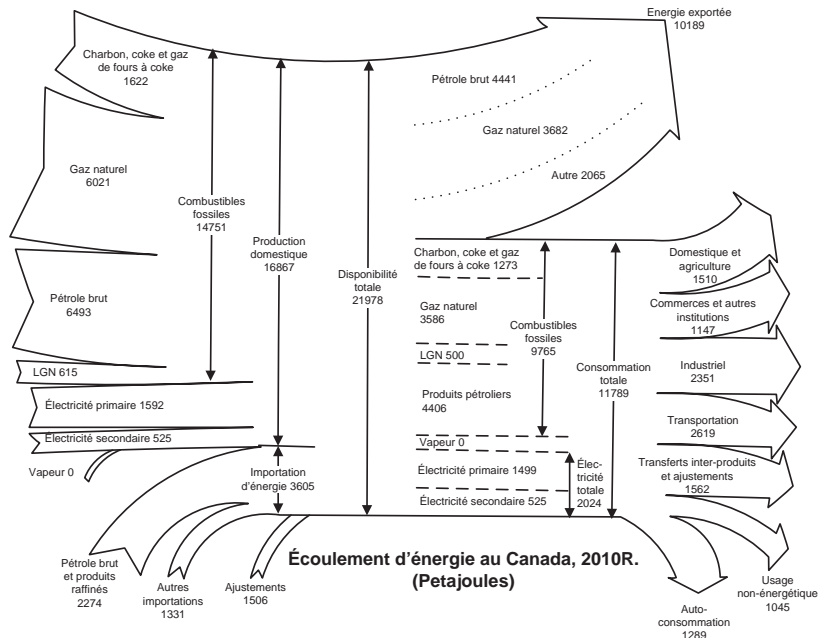 Energie exportée
10189
Charbon, coke et gaz
de fours à coke
1622
Pétrole brut 4441
Gaz naturel 3682
Autre 2065
Gaz naturel
6021
Combustibles
fossiles
14751
Production
domestique
16867
Disponibilité
totale
21978
Charbon, coke et gaz
de fours à coke 1273
Domestique et
agriculture
1510
Pétrole brut
6493
Gaz naturel
3586
Combustibles
fossiles
9765
Commerces et autres
institutions
1147
LGN 615
LGN 500
Consommation
totale
11789
Industriel
2351
Électricité primaire 1592
Produits pétroliers
4406
Transportation
2619
Électricité secondaire 525
Vapeur 0
Vapeur 0
Importation
d'énergie 3605
Électricité primaire 1499
Élec-
tricité
totale
2024
Transferts inter-produits
et ajustements
1562
Électricité secondaire 525
Pétrole brut
et produits
raffinés
2274
Autres
importations
1331
Ajustements
1506
Écoulement d'énergie au Canada, 2010R.
(Petajoules)
Usage
non-énergétique
1045
Auto-
consommation
1289